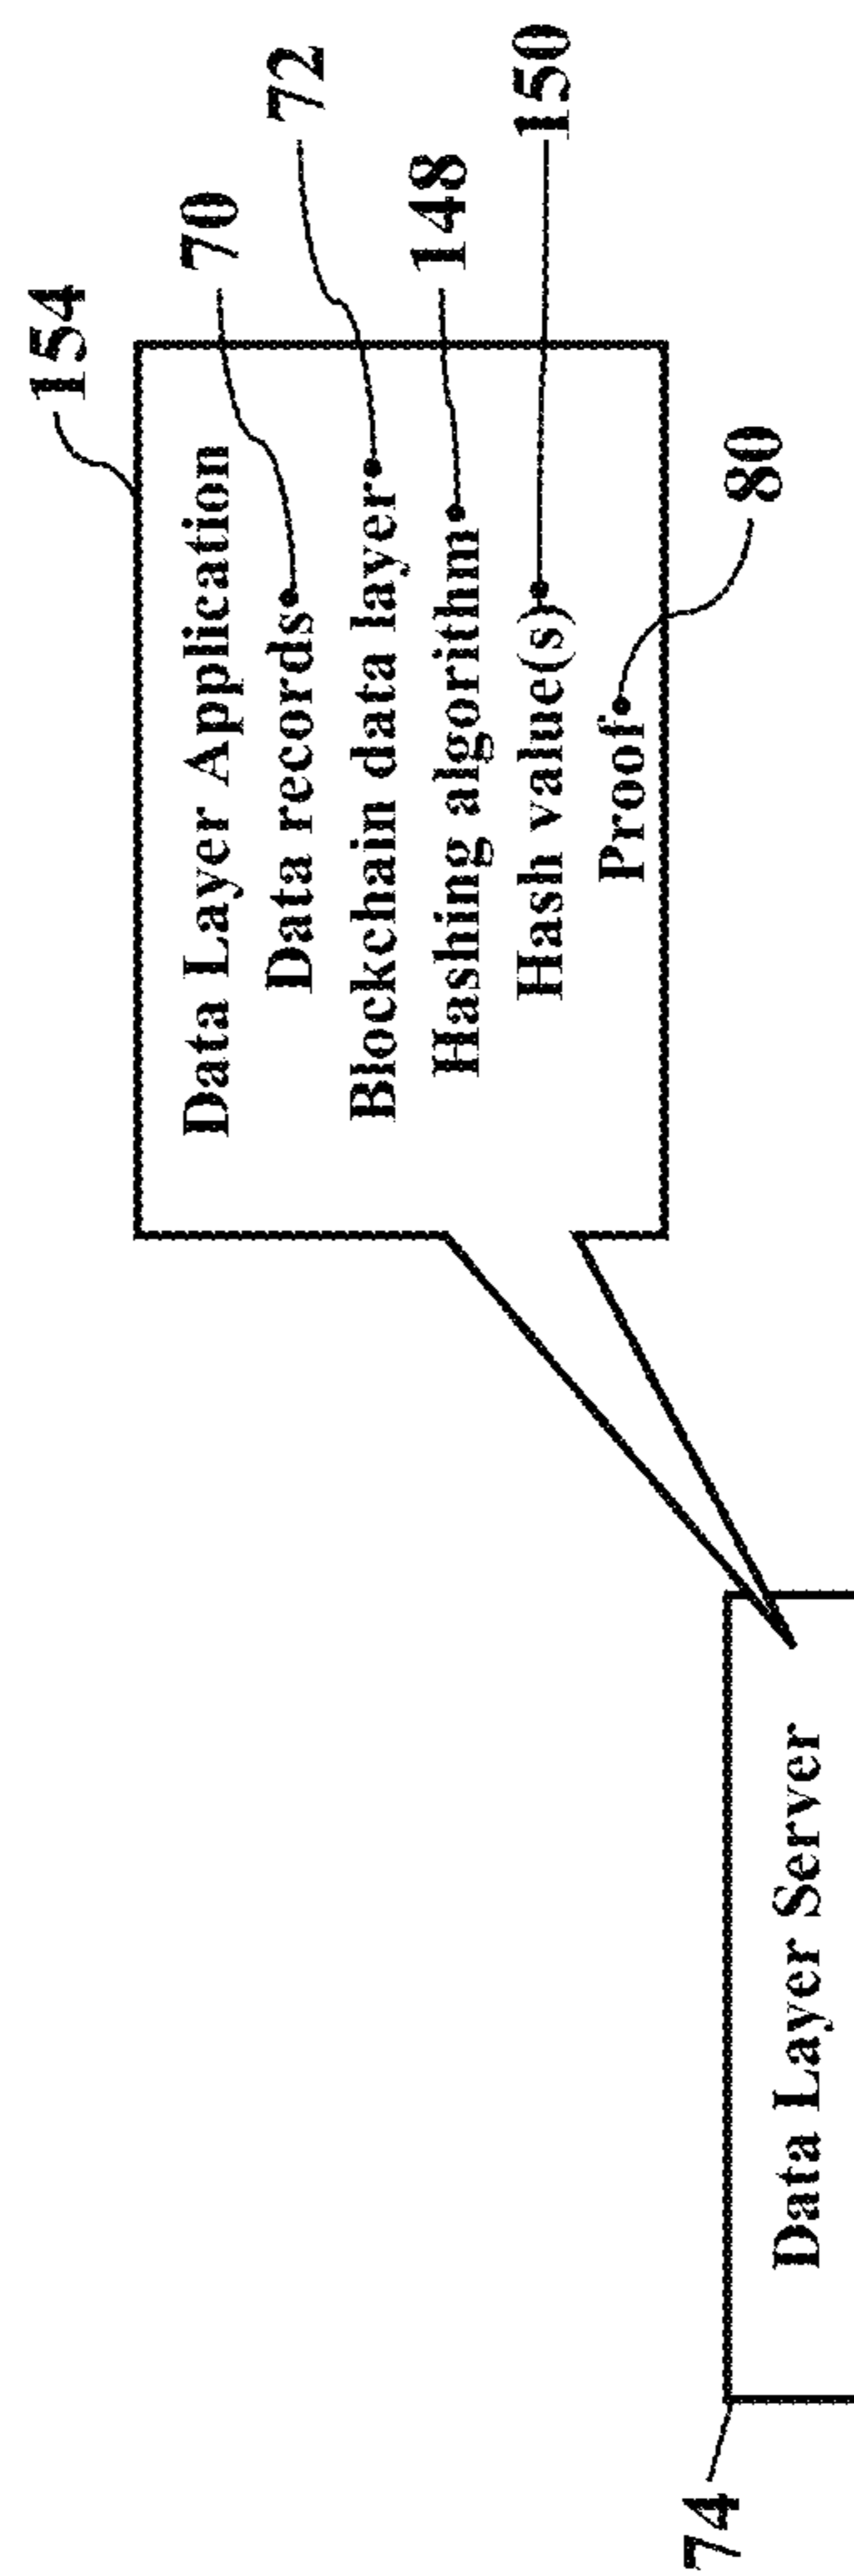 154
Data Layer Application
Data records 70
Blockchain data layer 72
Hashing algorithm 148
Hash value(s) 150
Proof 80
74
Data Layer Server